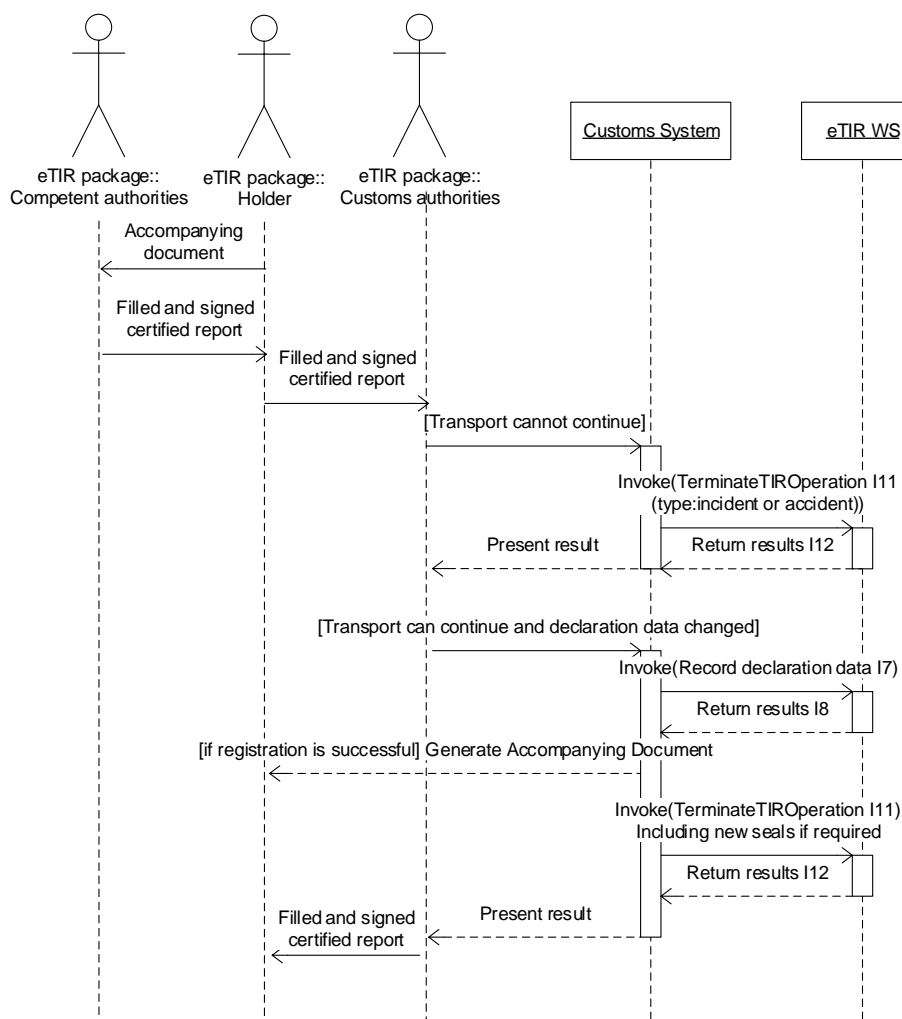 Customs System
eTIR WS
eTIR package::
Competent authorities
eTIR package::
Holder
eTIR package::
Customs authorities
Accompanying
document
Filled and signed
certified report
Filled and signed
certified report
[Transport cannot continue]
Invoke(TerminateTIROperation I11
(type:incident or accident))
Present result
Return results I12
[Transport can continue and declaration data changed]
Invoke(Record declaration data I7)
Return results I8
[if registration is successful] Generate Accompanying Document
Invoke(TerminateTIROperation I11)
Including new seals if required
Return results I12
Present result
Filled and signed
certified report